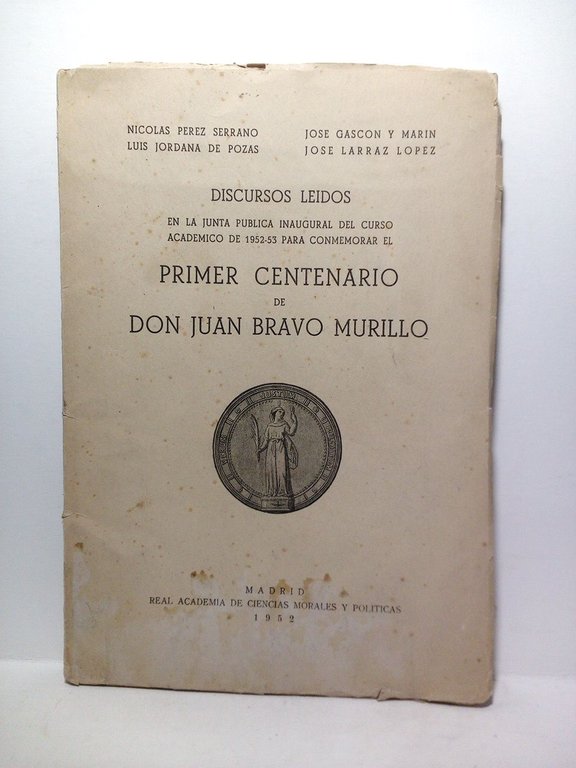 NICOLAS PEREZ SERRANO
LUIS JORDANA DE POZAS
JOSE GASCON Y MARIN
JOSE LARRAZ LOPEZ
DISCURSOS LEIDOS
EN LA JUNTA PUBLICA INAUGURAL DEL CURSO
ACADEMICO DE 1952-53 PARA CONMEMORAR EL
PRIMER CENTENARIO
DE
DON JUAN BRAVO MURILLO
MADRID
REAL ACADEMIA DE CIENCIAS MORALES Y POLITICAS
1952